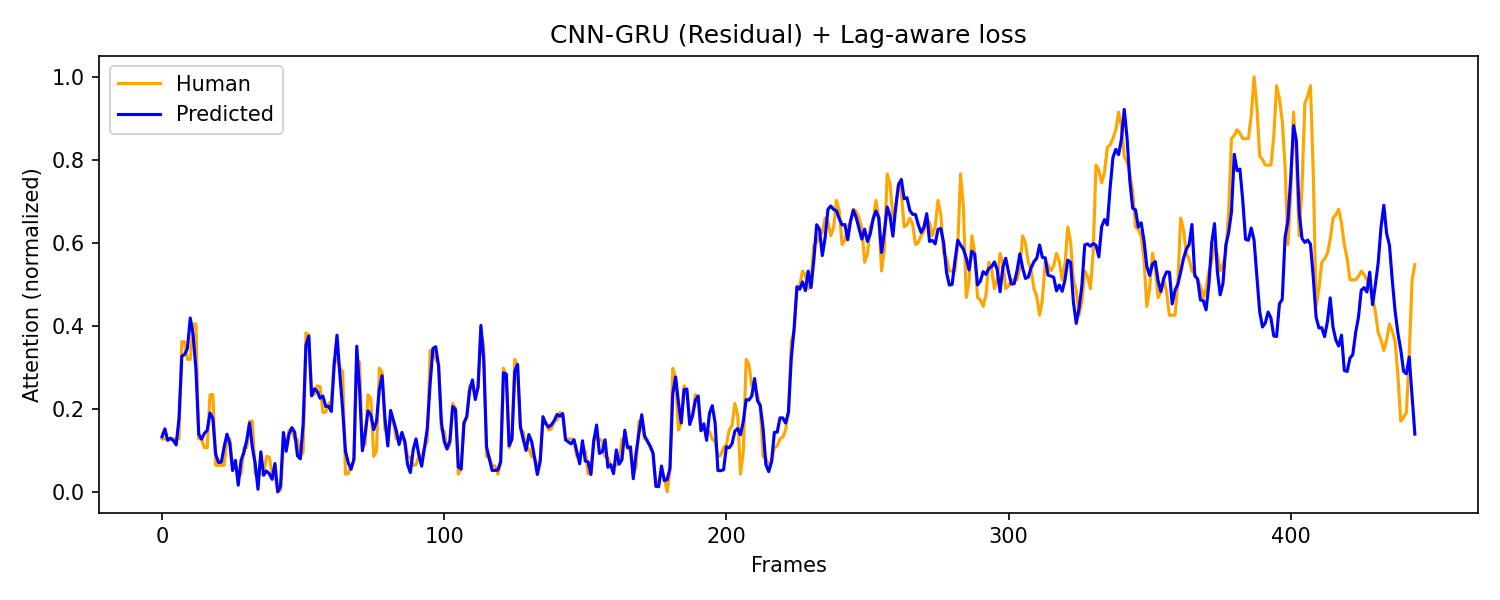 CNN-GRU (Residual) + Lag-aware loss
Human
Predicted
Attention (normalized)
1.0
0.8
0.6
0.4
0.2
0.0
0 100 200 300 400
Frames